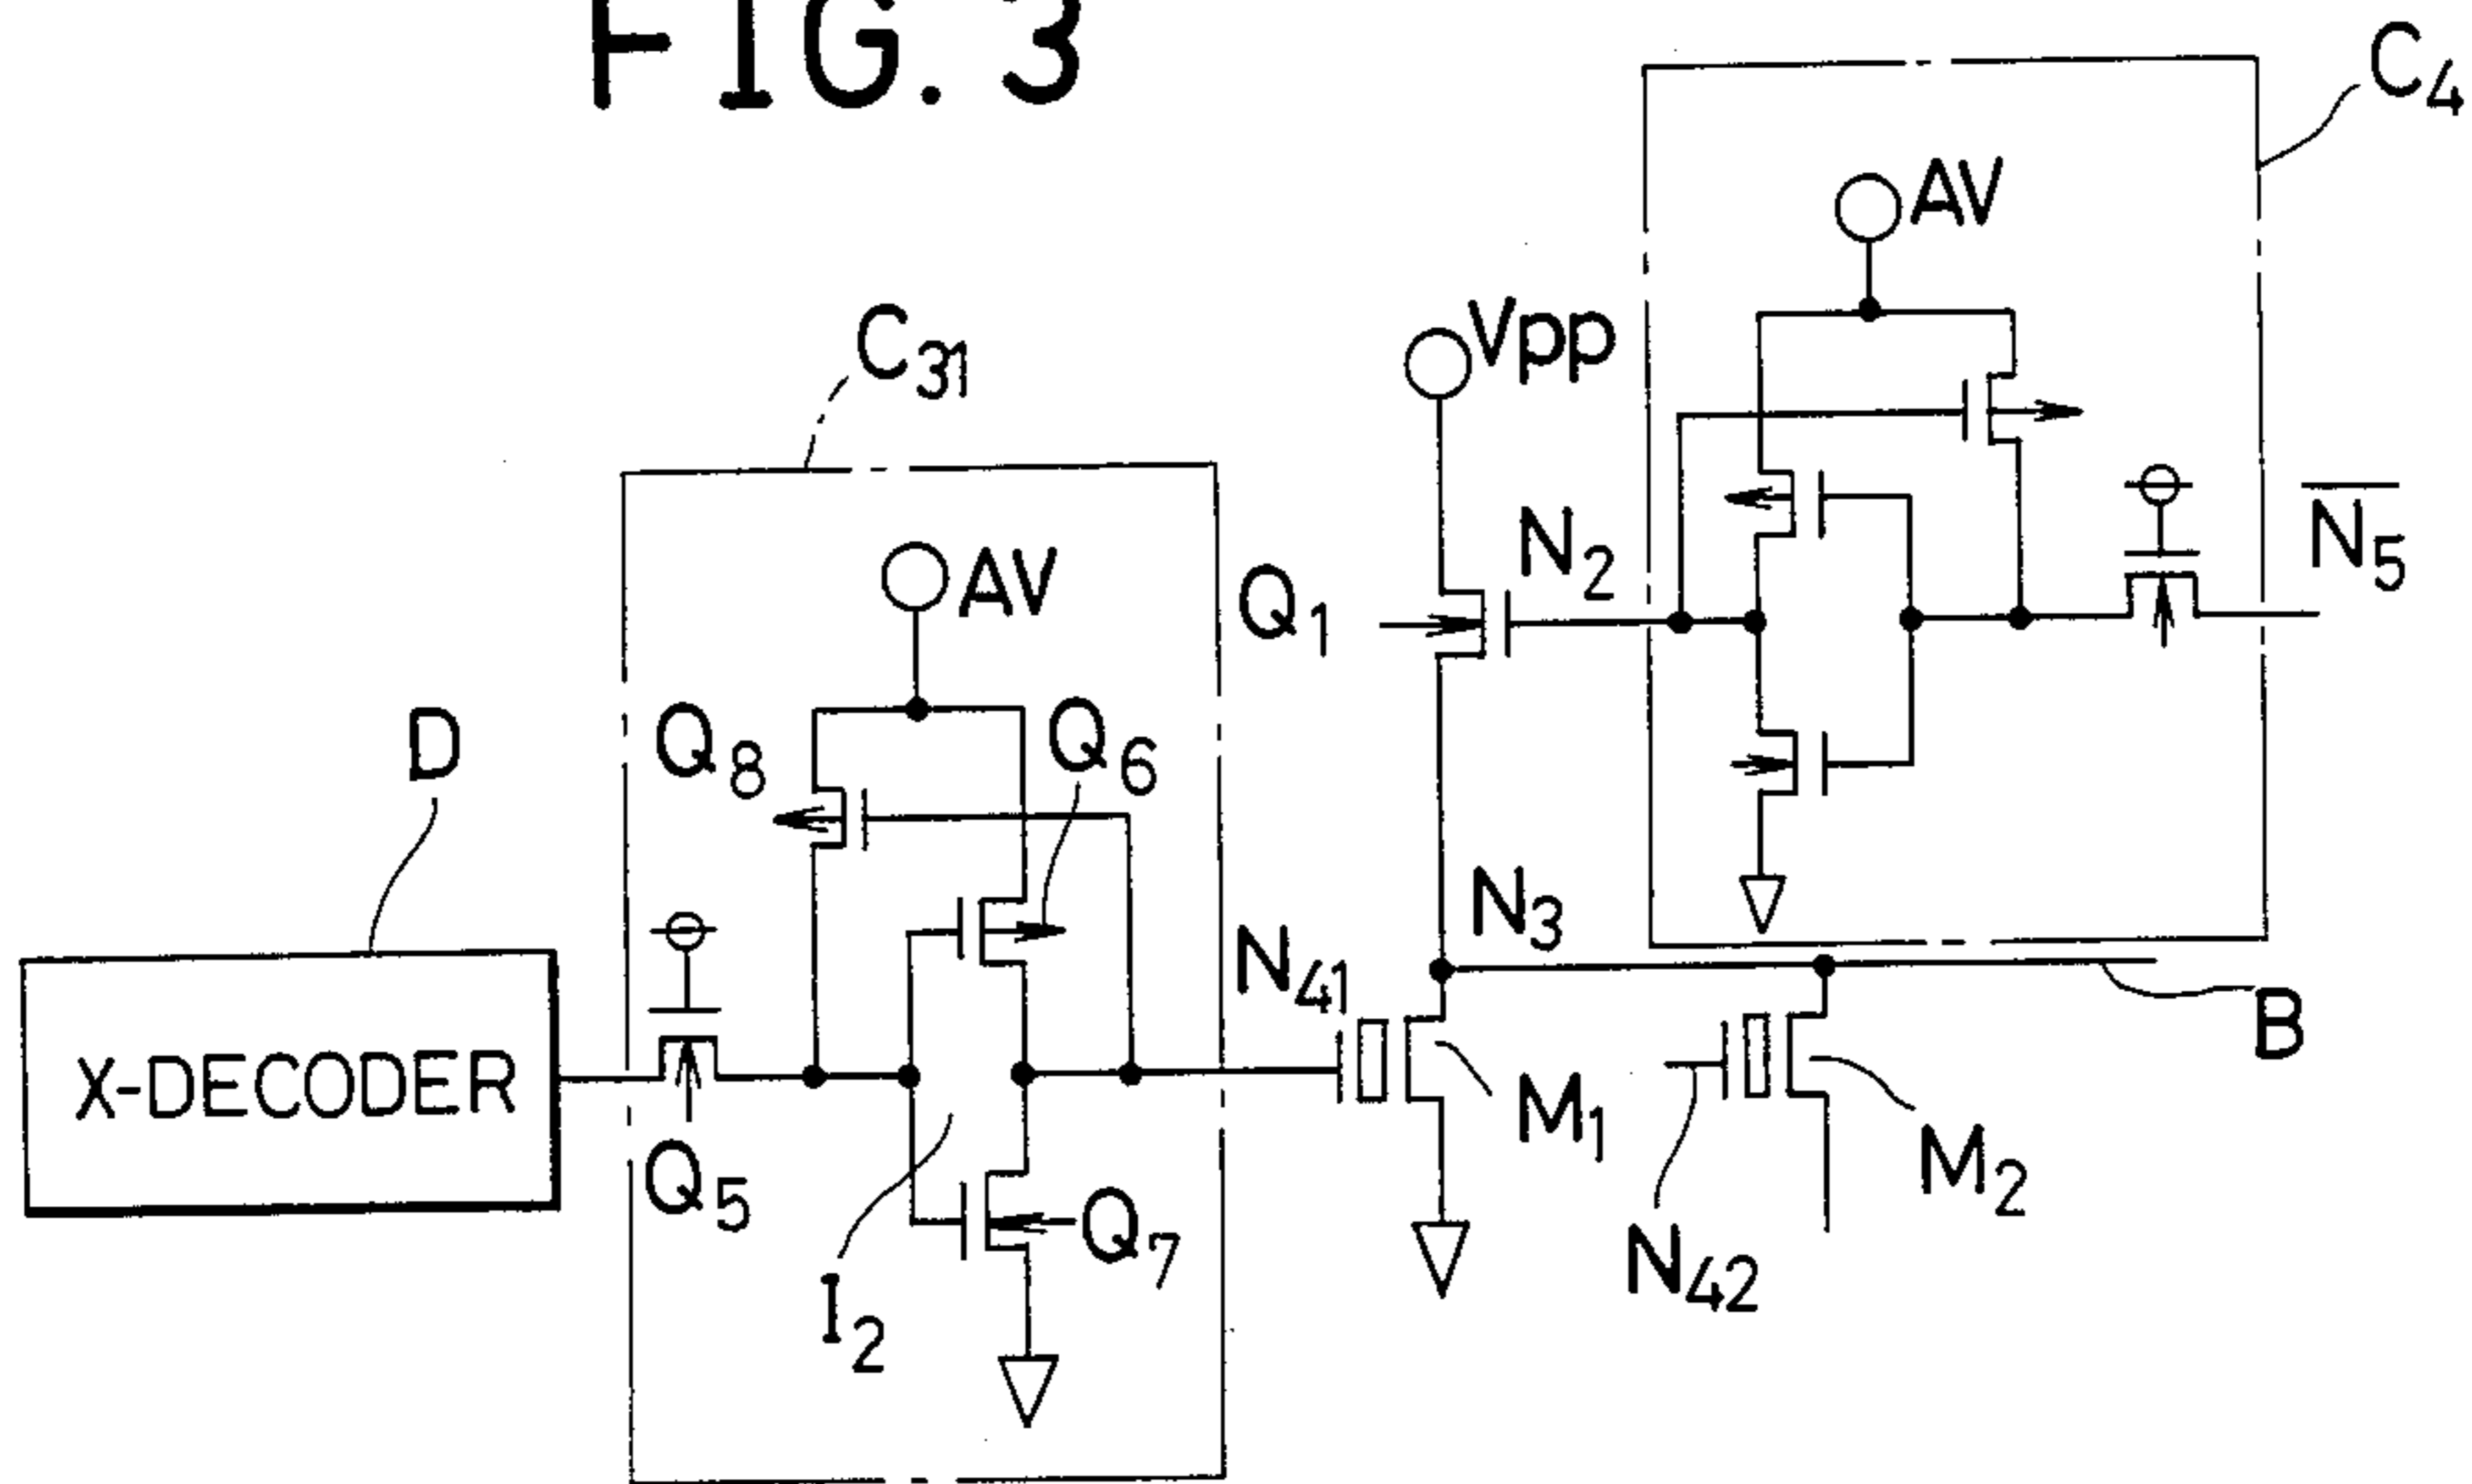 FIG. 3
C4
AV
Vpp
C31
N2
N̅5̅
Q1
AV
D
Q8
Q6
N3
N41
B
X-DECODER
M1
M2
Q5
Q7
N42
I2